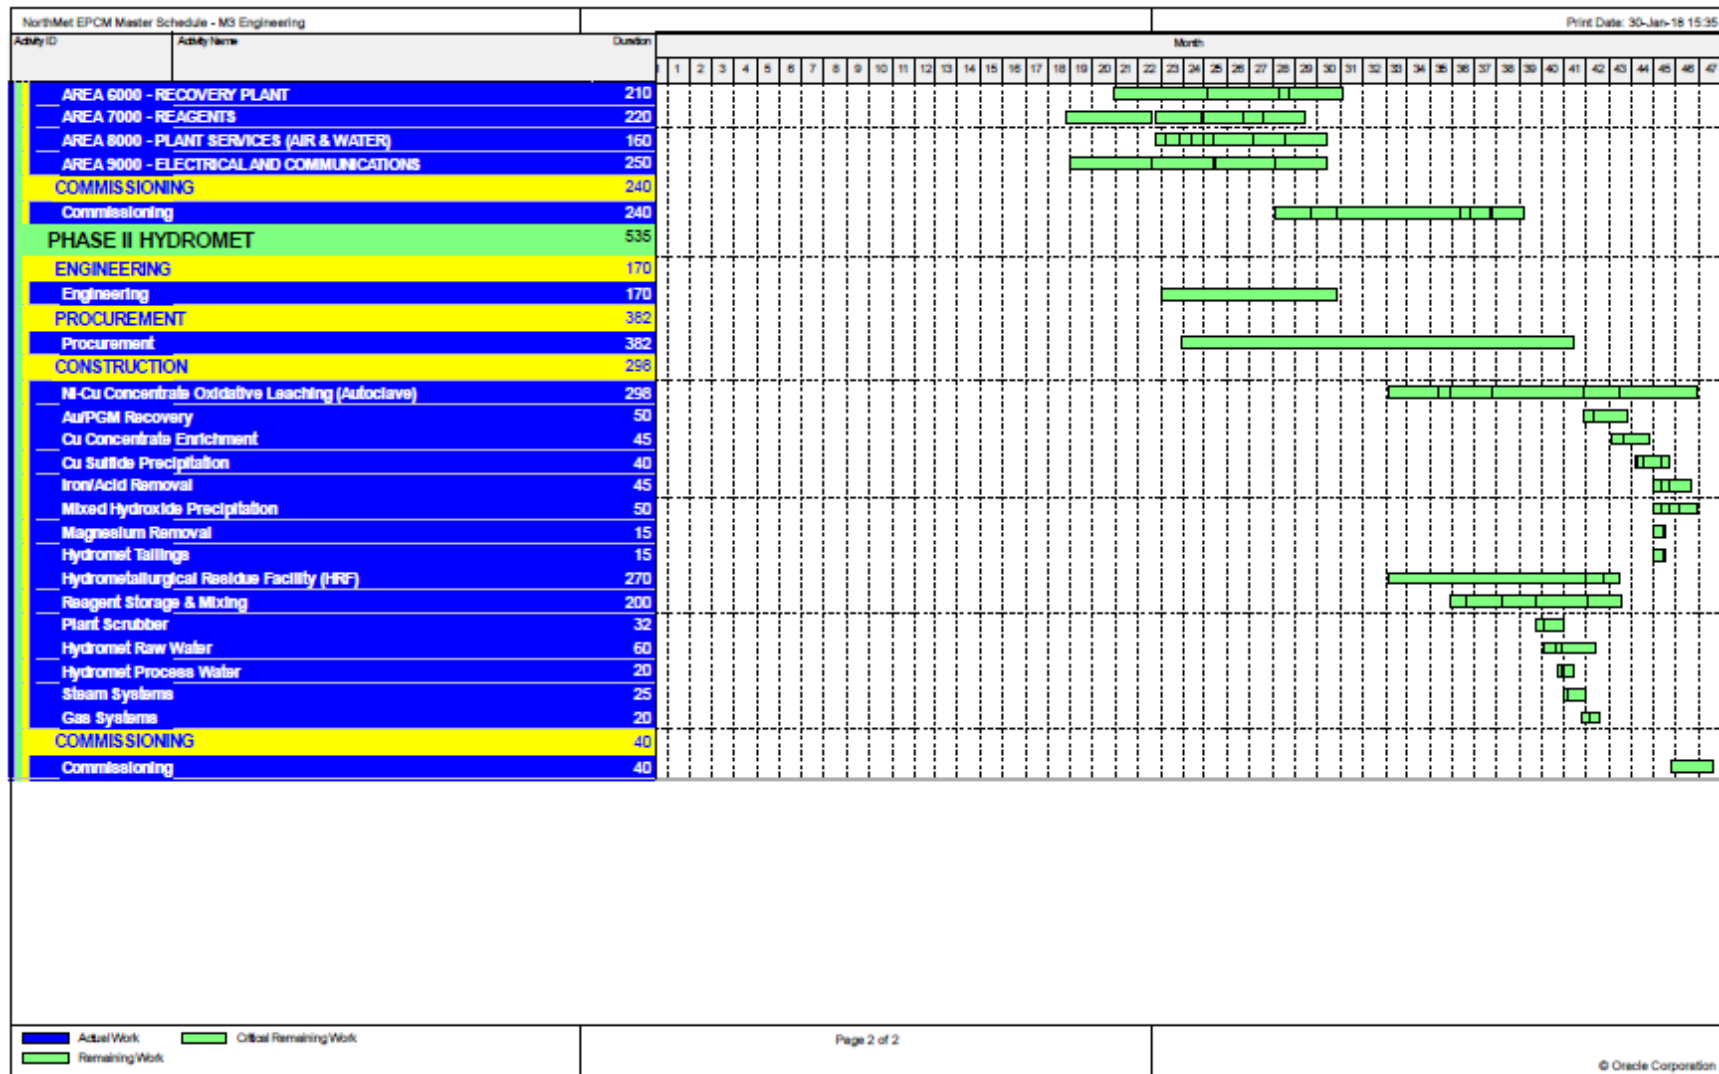 NorthMet EPCM Master Schedule - M3 Engineering Print Date: 30-Jan-18 15:35
Activity ID Activity Name Duration Month
1 2 3 4 5 6 7 8 9 10 11 12 13 14 15 16 17 18 19 20 21 22 23 24 25 26 27 28 29 30 31 32 33 34 35 36 37 38 39 40 41 42 43 44 45 46 47
AREA 6000 - RECOVERY PLANT 210
AREA 7000 - REAGENTS 220
AREA 8000 - PLANT SERVICES (AIR & WATER) 160
AREA 9000 - ELECTRICAL AND COMMUNICATIONS 250
COMMISSIONING 240
Commissioning 240
PHASE II HYDROMET 535
ENGINEERING 170
Engineering 170
PROCUREMENT 382
Procurement 382
CONSTRUCTION 298
Ni-Cu Concentrate Oxidative Leaching (Autoclave) 298
Au/PGM Recovery 50
Cu Concentrate Enrichment 45
Cu Sulfide Precipitation 40
Iron/Acid Removal 45
Mixed Hydroxide Precipitation 50
Magnesium Removal 15
Hydromet Tailings 15
Hydrometallurgical Residue Facility (HRF) 270
Reagent Storage & Mixing 200
Plant Scrubber 32
Hydromet Raw Water 60
Hydromet Process Water 20
Steam Systems 25
Gas Systems 20
COMMISSIONING 40
Commissioning 40
Actual Work Critical Remaining Work Page 2 of 2
Remaining Work
© Oracle Corporation